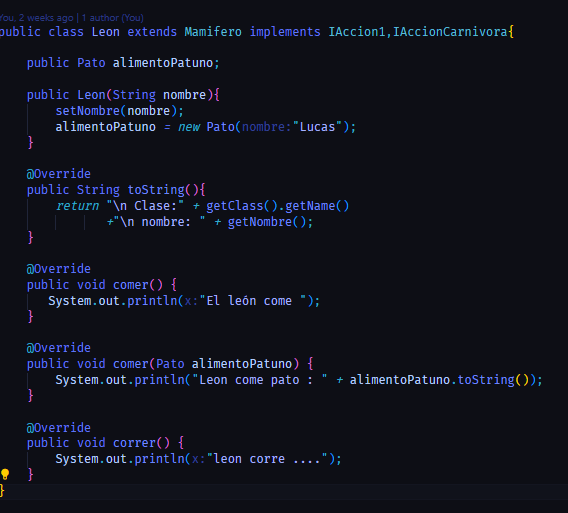 You, 2 weeks ago | 1 author (You)
public class Leon extends Mamifero implements IAccion1,IAccionCarnivora{
public Pato alimentoPatuno;
public Leon(String nombre){
setNombre(nombre);
alimentoPatuno = new Pato(nombre:"Lucas");
}
@Override
public String toString(){
return "\n Clase:" + getClass().getName()
+"\n nombre: " + getNombre();
}
@Override
public void comer() {
System.out.println(x:"El león come ");
}
@Override
public void comer(Pato alimentoPatuno) {
System.out.println("Leon come pato : " + alimentoPatuno.toString());
}
@Override
public void correr() {
System.out.println(x:"leon corre ....");
}
}